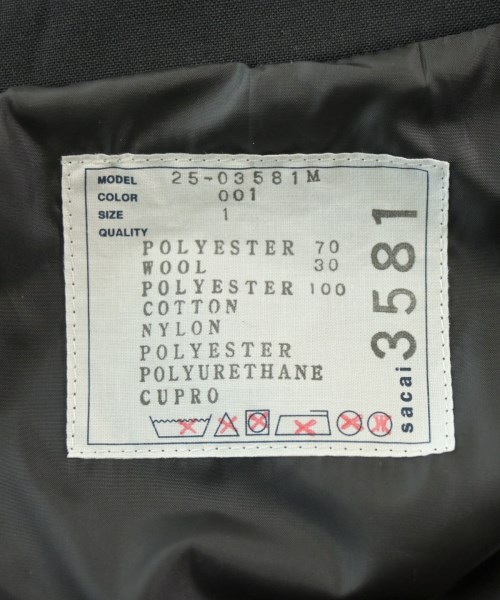 MODEL 25-03581M
COLOR 001
SIZE 1
QUALITY
POLYESTER 70
WOOL 30
POLYESTER 100
COTTON
NYLON
POLYESTER
POLYURETHANE
CUPRO
sacai 3581